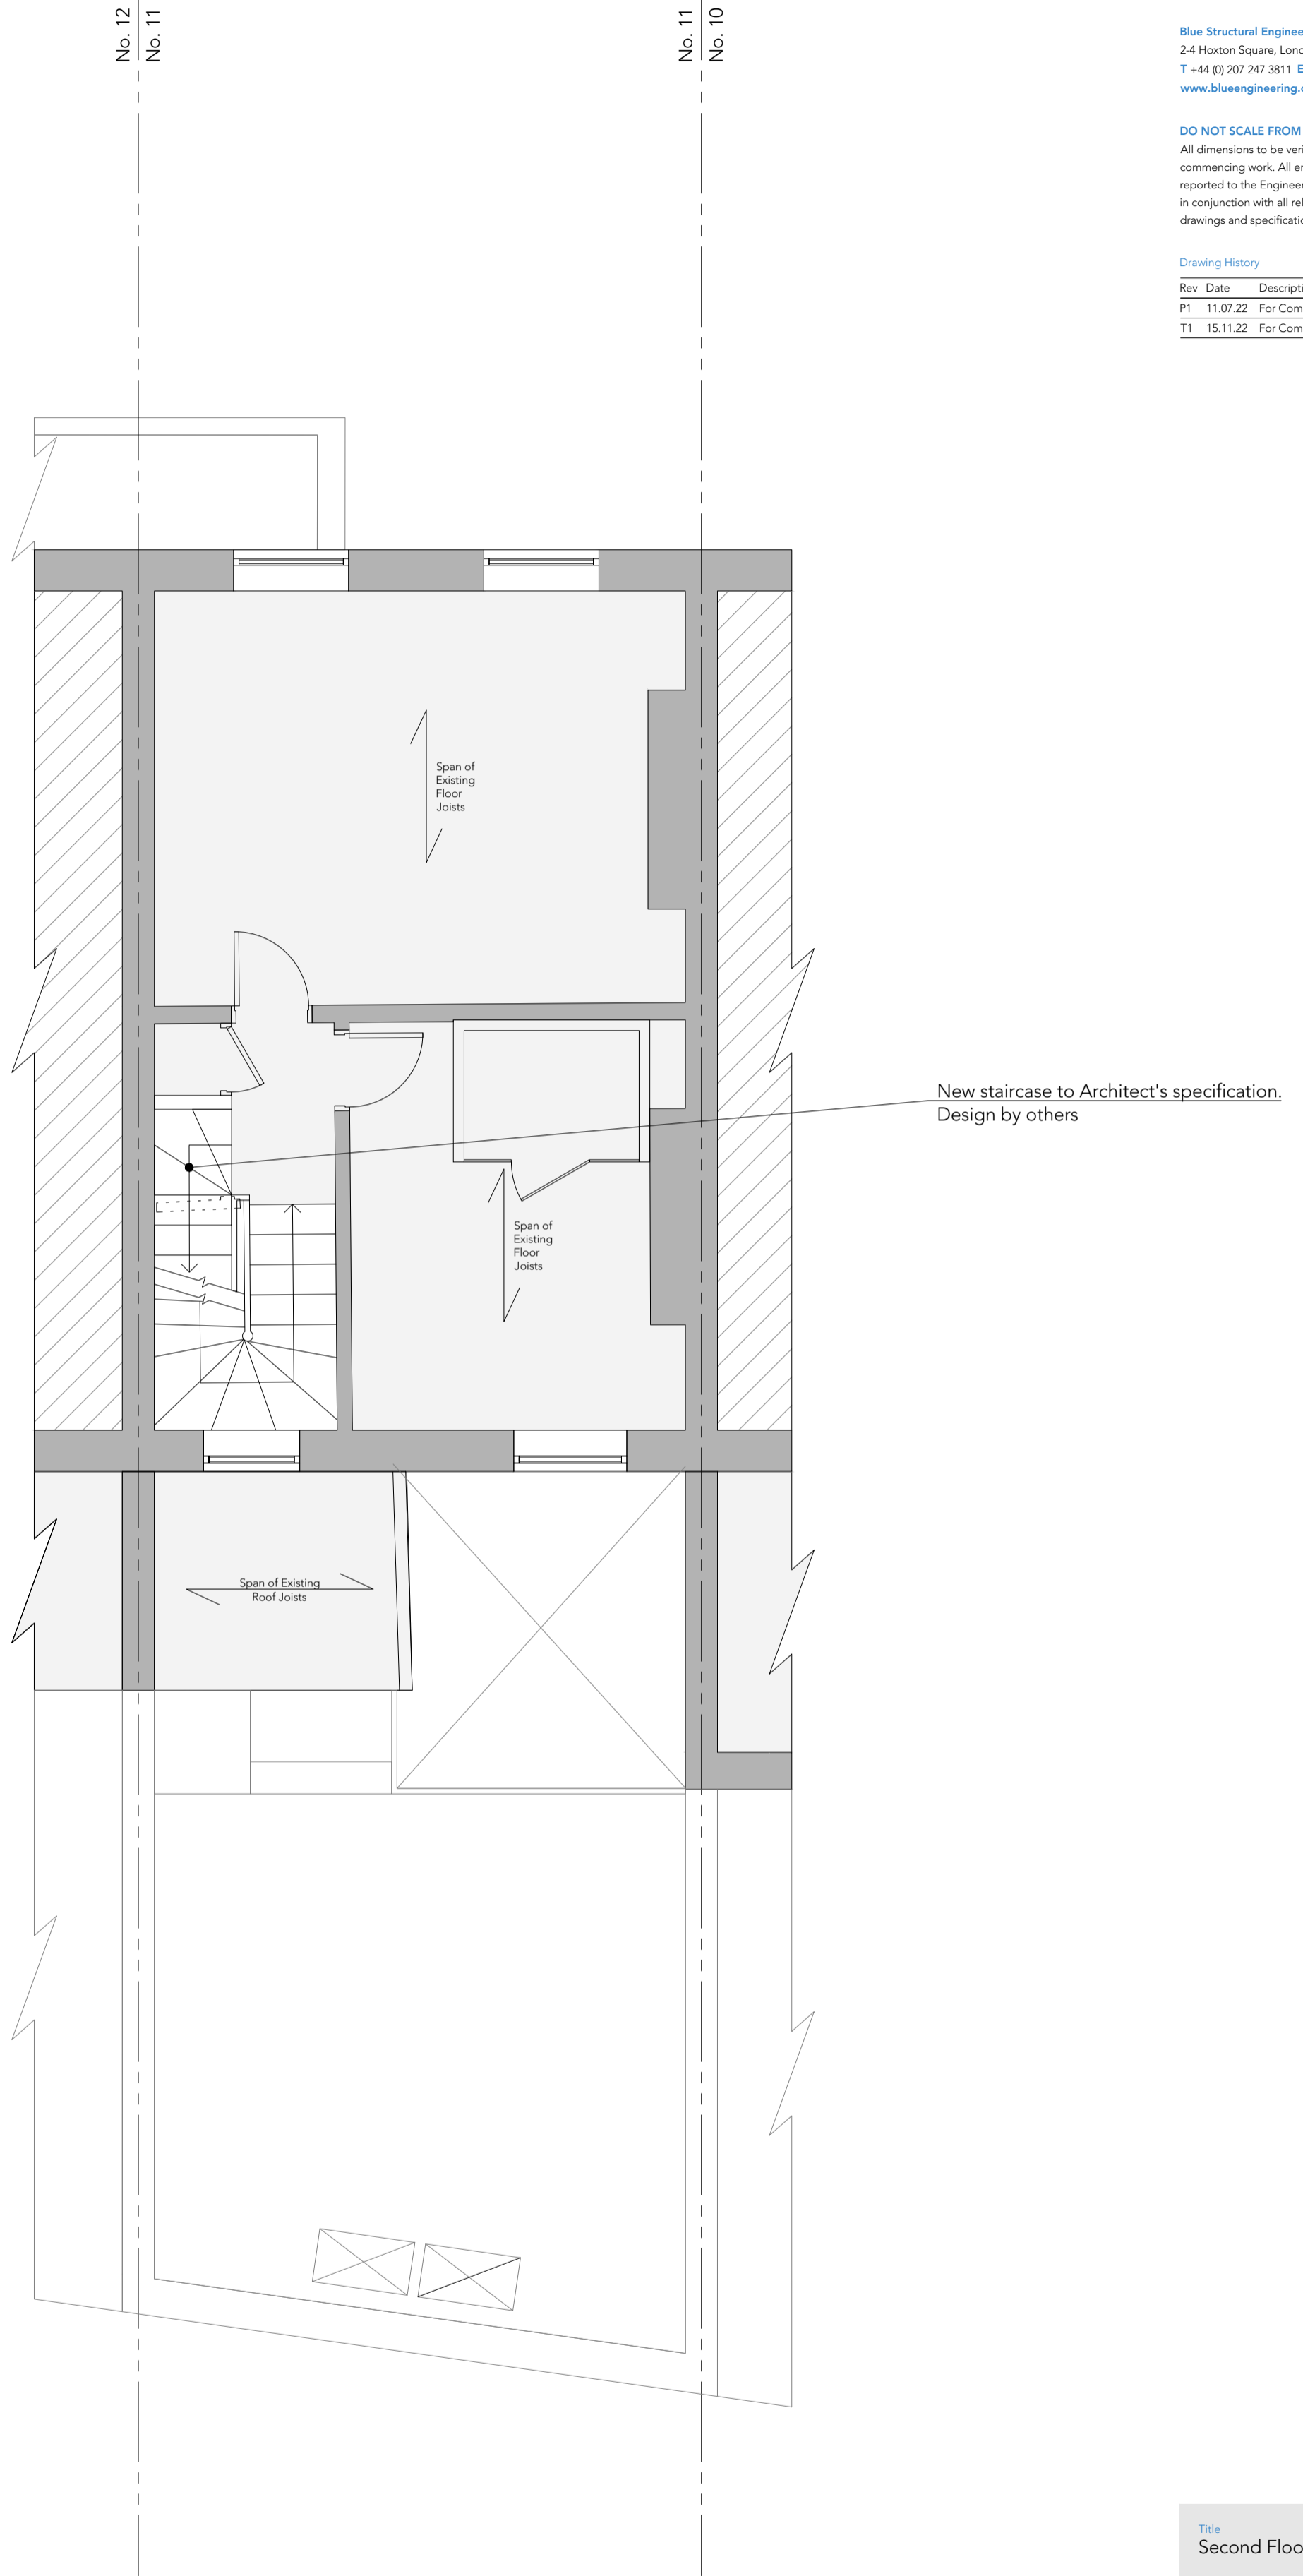 No. 12
No. 11
No. 11
No. 10
Blue Structural Enginee
2-4 Hoxton Square, Lond
T +44 (0) 207 247 3811 E
www.blueengineering.c
DO NOT SCALE FROM
All dimensions to be veri
commencing work. All er
reported to the Engineer
in conjunction with all rel
drawings and specificatio
Drawing History
Rev Date Descripti
P1 11.07.22 For Com
T1 15.11.22 For Com
Span of
Existing
Floor
Joists
New staircase to Architect's specification.
Design by others
Span of
Existing
Floor
Joists
Span of Existing
Roof Joists
Title
Second Floo